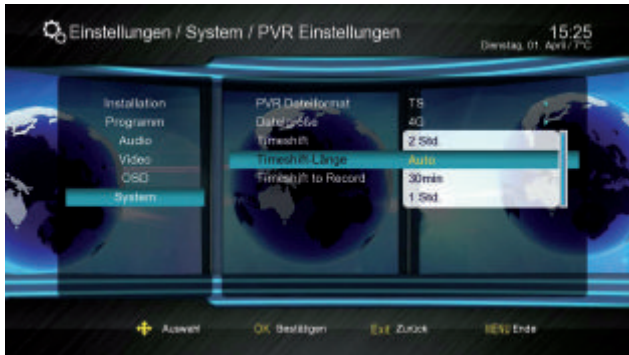 Einstellungen / System / PVR Einstellungen
15:25
Dienstag, 01. April / 7°C
Installation
Programm
Audio
Video
OSD
System
PVR Dateiformat TS
Dateigröße 4G
Timeshift
Timeshift-Länge
Timeshift to Record
2 Std.
Auto
30min
1 Std.
Auswahl
OK Bestätigen
Exit Zurück
MENU Ende